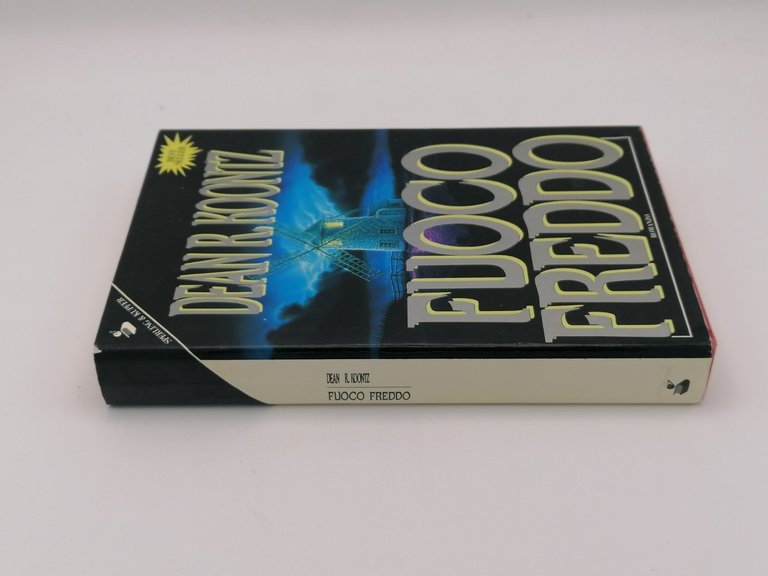 DEAN R. KOONTZ
FUOCO
FREDDO
ROMANZO
SPERLING & KUPFER
DEAN R. KOONTZ
FUOCO FREDDO